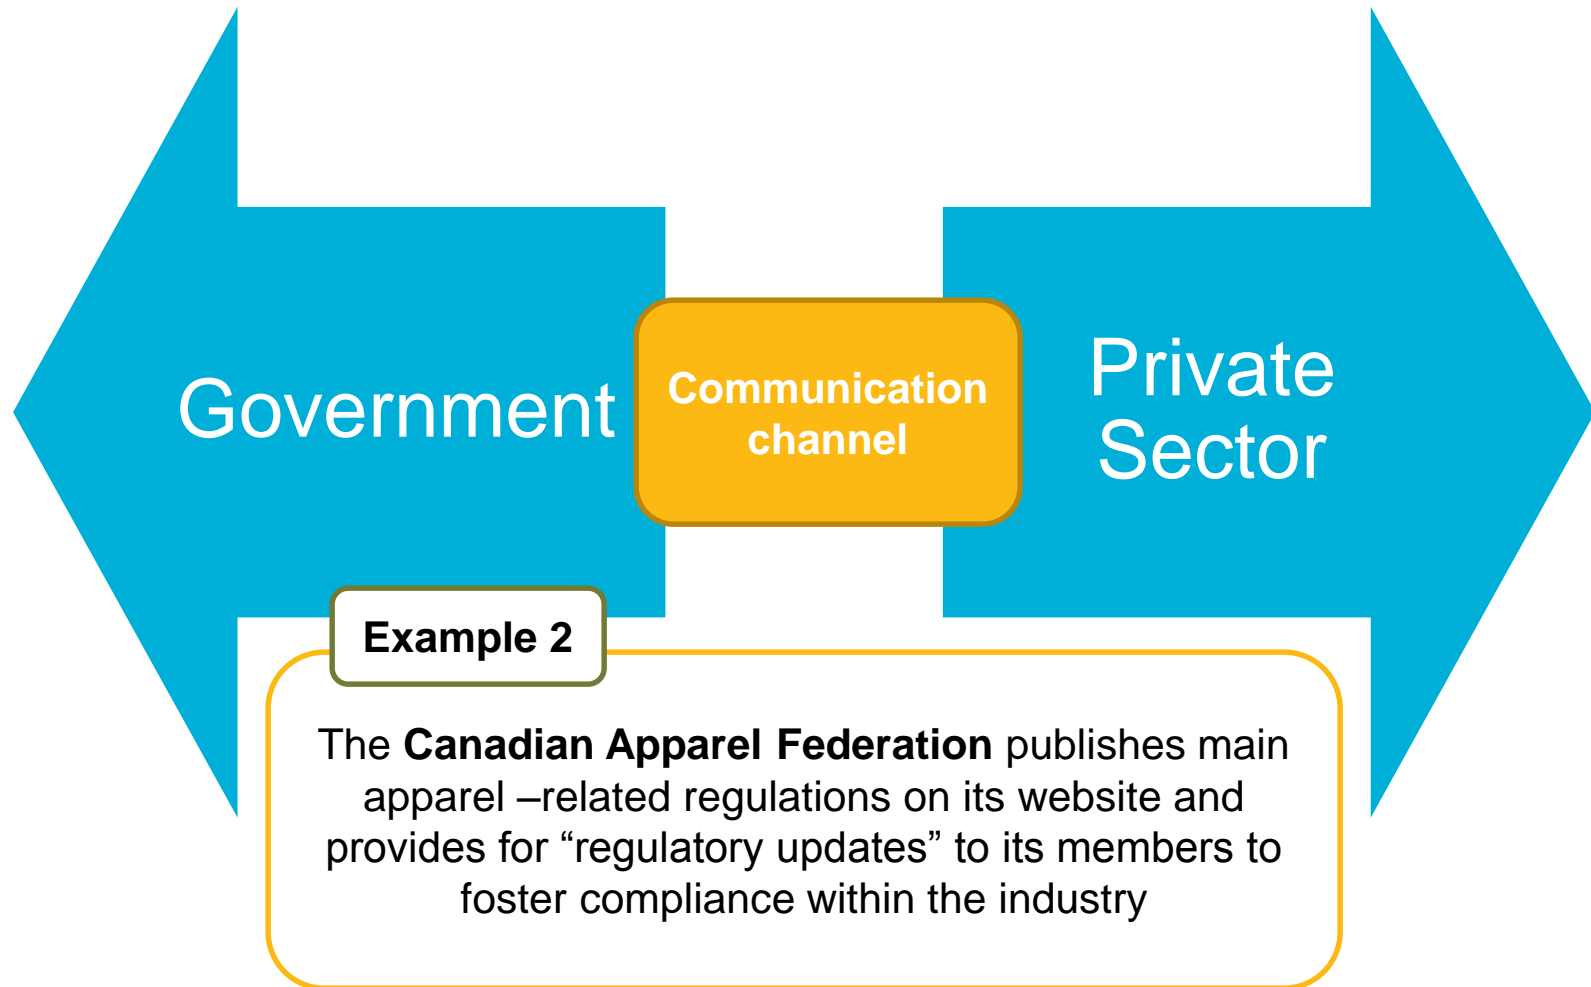 Government
Communication
channel
Private
Sector
Example 2
The Canadian Apparel Federation publishes main
apparel –related regulations on its website and
provides for “regulatory updates” to its members to
foster compliance within the industry